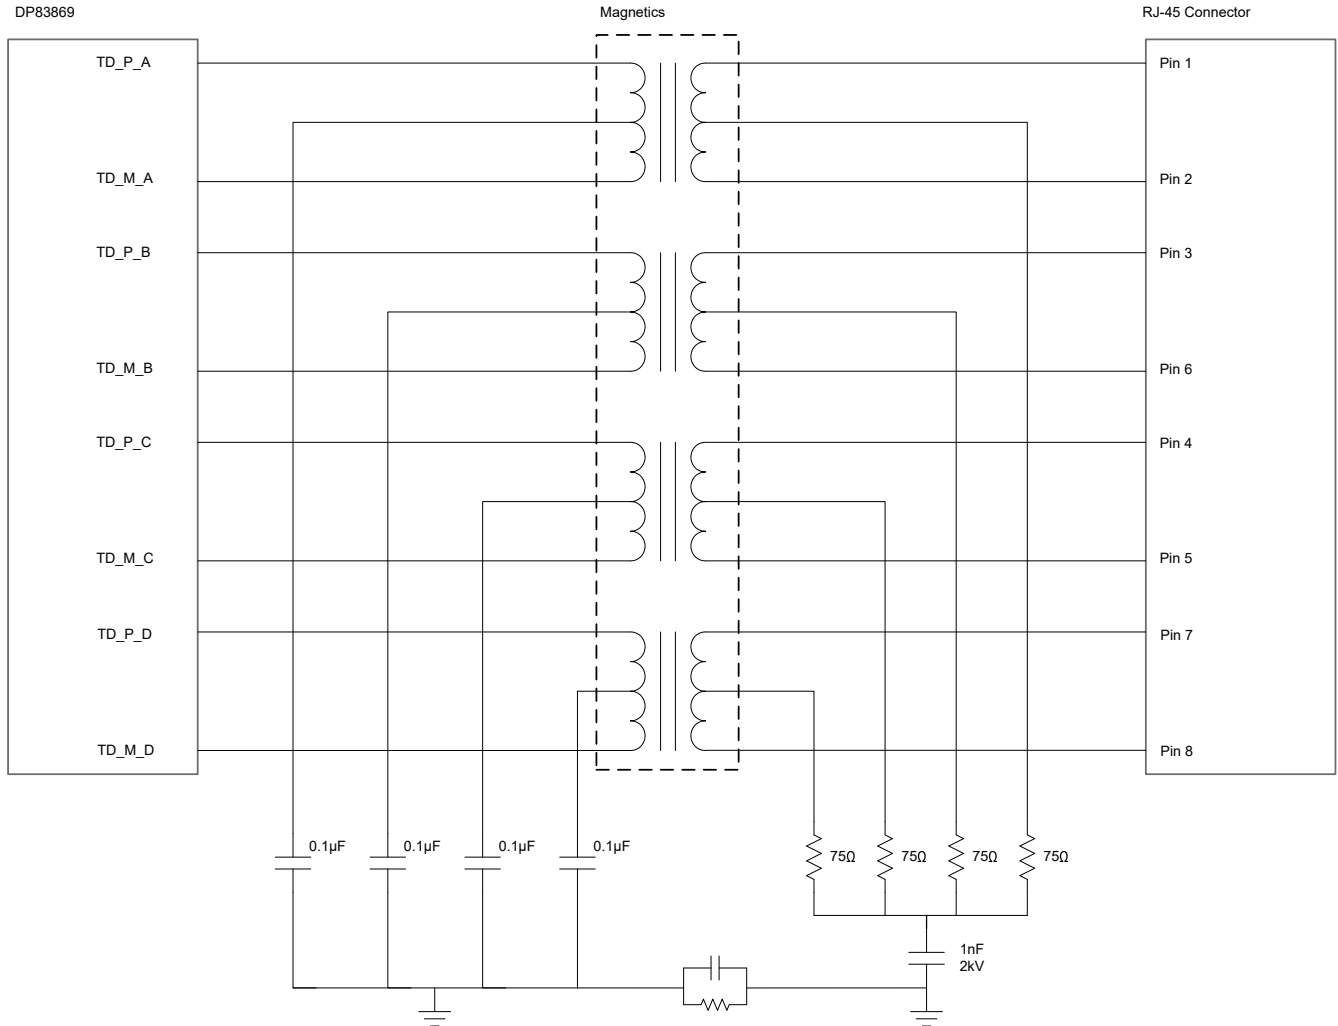 DP83869
Magnetics
RJ-45 Connector
TD_P_A
Pin 1
TD_M_A
Pin 2
TD_P_B
Pin 3
TD_M_B
Pin 6
TD_P_C
Pin 4
TD_M_C
Pin 5
TD_P_D
Pin 7
TD_M_D
Pin 8
0.1µF
0.1µF
0.1µF
0.1µF
75Ω
75Ω
75Ω
75Ω
1nF
2kV